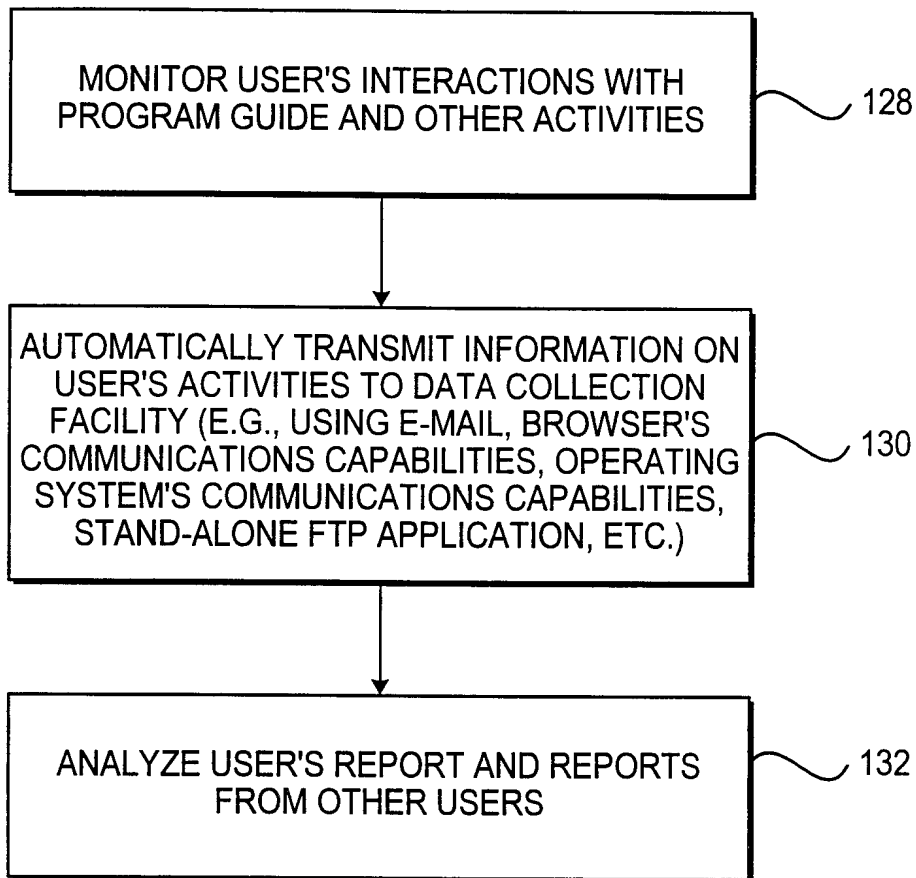 MONITOR USER'S INTERACTIONS WITH
PROGRAM GUIDE AND OTHER ACTIVITIES
128
AUTOMATICALLY TRANSMIT INFORMATION ON
USER'S ACTIVITIES TO DATA COLLECTION
FACILITY (E.G., USING E-MAIL, BROWSER'S
COMMUNICATIONS CAPABILITIES, OPERATING
SYSTEM'S COMMUNICATIONS CAPABILITIES,
STAND-ALONE FTP APPLICATION, ETC.)
130
ANALYZE USER'S REPORT AND REPORTS
FROM OTHER USERS
132